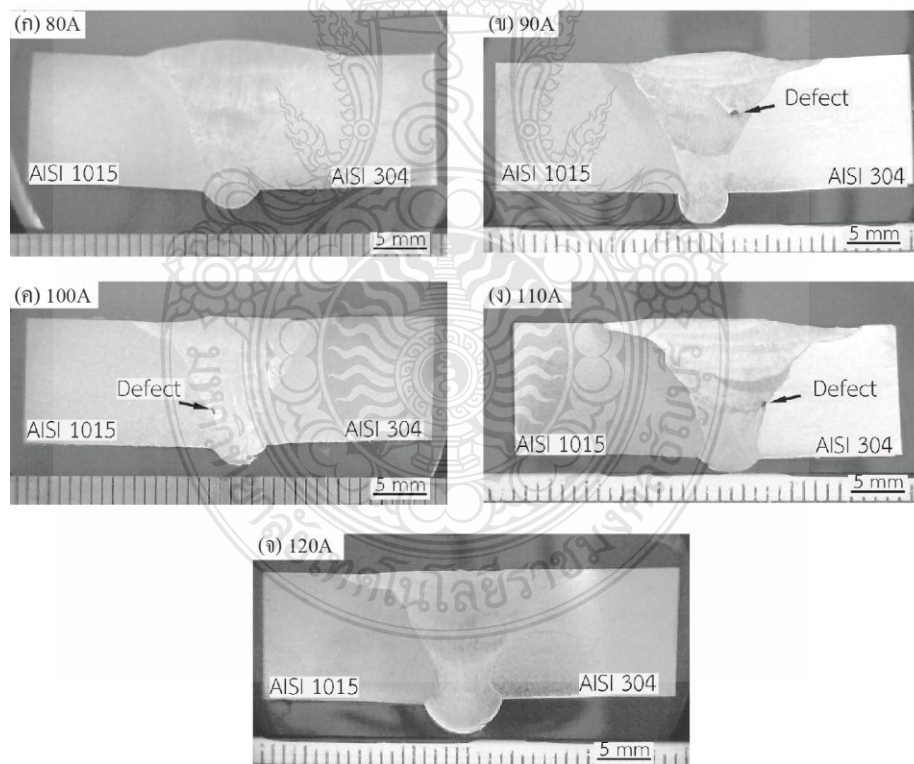 (ก) 80A
AISI 1015
AISI 304
5 mm
(ข) 90A
Defect
AISI 1015
AISI 304
5 mm
(ค) 100A
Defect
AISI 1015
AISI 304
5 mm
(ง) 110A
Defect
AISI 1015
AISI 304
5 mm
(จ) 120A
AISI 1015
AISI 304
5 mm